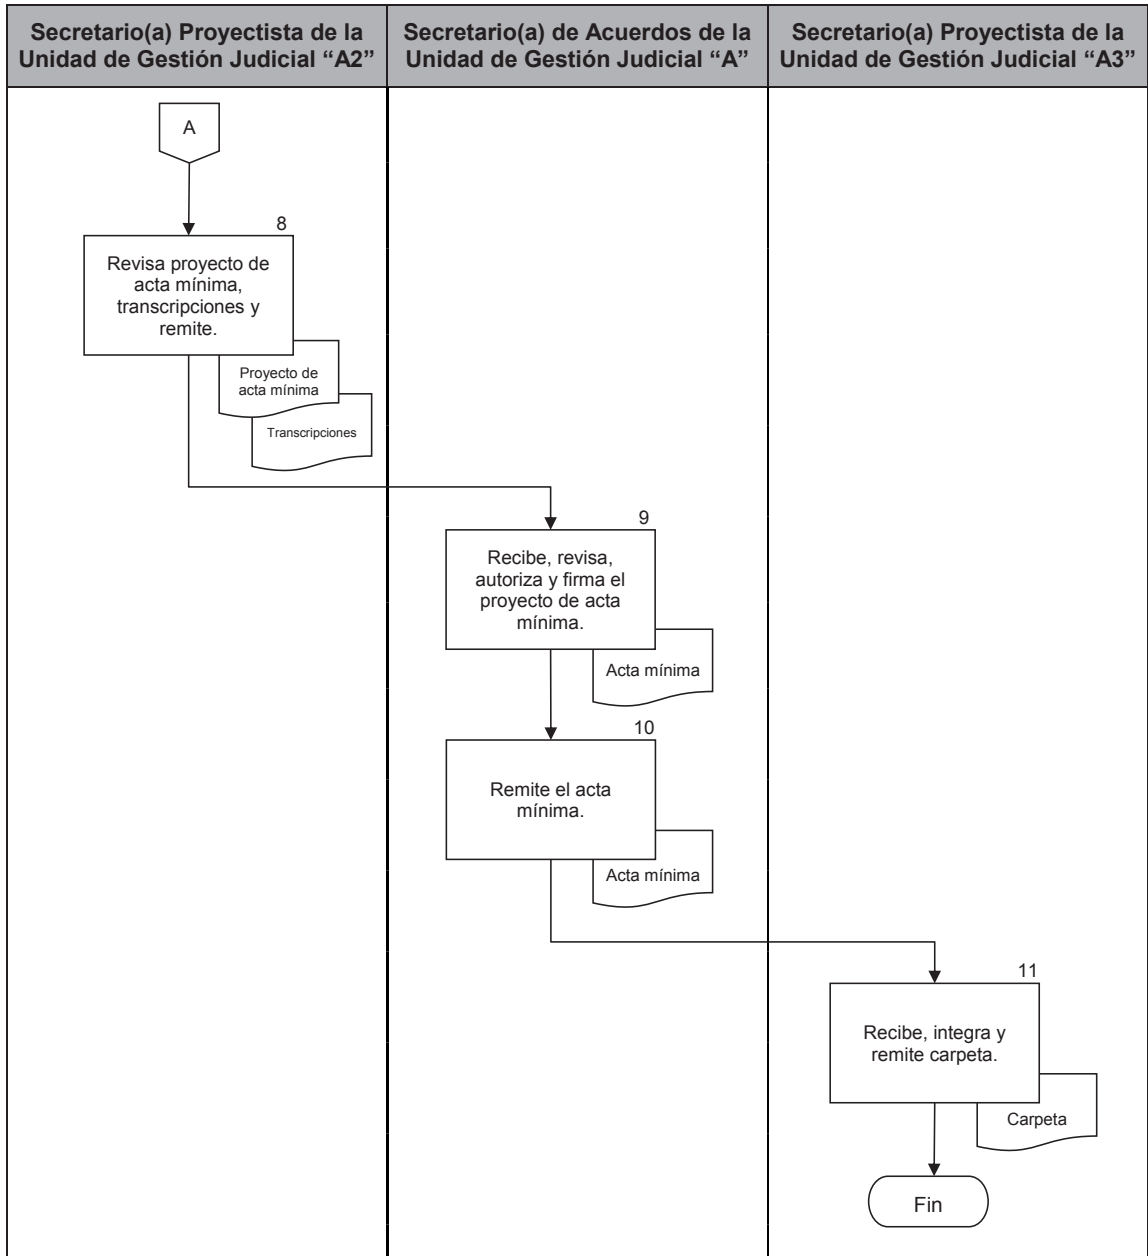 Secretario(a) Proyectista de la
Unidad de Gestión Judicial “A2”
Secretario(a) de Acuerdos de la
Unidad de Gestión Judicial “A”
Secretario(a) Proyectista de la
Unidad de Gestión Judicial “A3”
A
8
Revisa proyecto de
acta mínima,
transcripciones y
remite.
Proyecto de
acta mínima
Transcripciones
9
Recibe, revisa,
autoriza y firma el
proyecto de acta
mínima.
Acta mínima
10
Remite el acta
mínima.
Acta mínima
11
Recibe, integra y
remite carpeta.
Carpeta
Fin